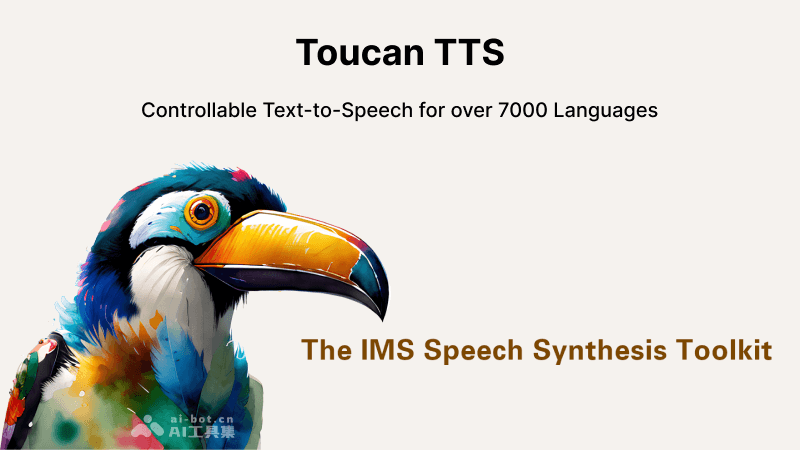 Toucan TTS
Controllable Text-to-Speech for over 7000 Languages
The IMS Speech Synthesis Toolkit
ai-bot.cn
AI工具集